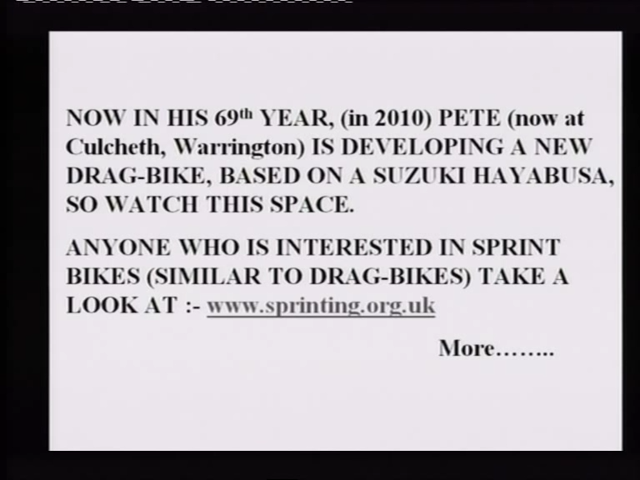 NOW IN HIS 69th YEAR, (in 2010) PETE (now at
Culcheth, Warrington) IS DEVELOPING A NEW
DRAG-BIKE, BASED ON A SUZUKI HAYABUSA,
SO WATCH THIS SPACE.
ANYONE WHO IS INTERESTED IN SPRINT
BIKES (SIMILAR TO DRAG-BIKES) TAKE A
LOOK AT :- www.sprinting.org.uk
More……..